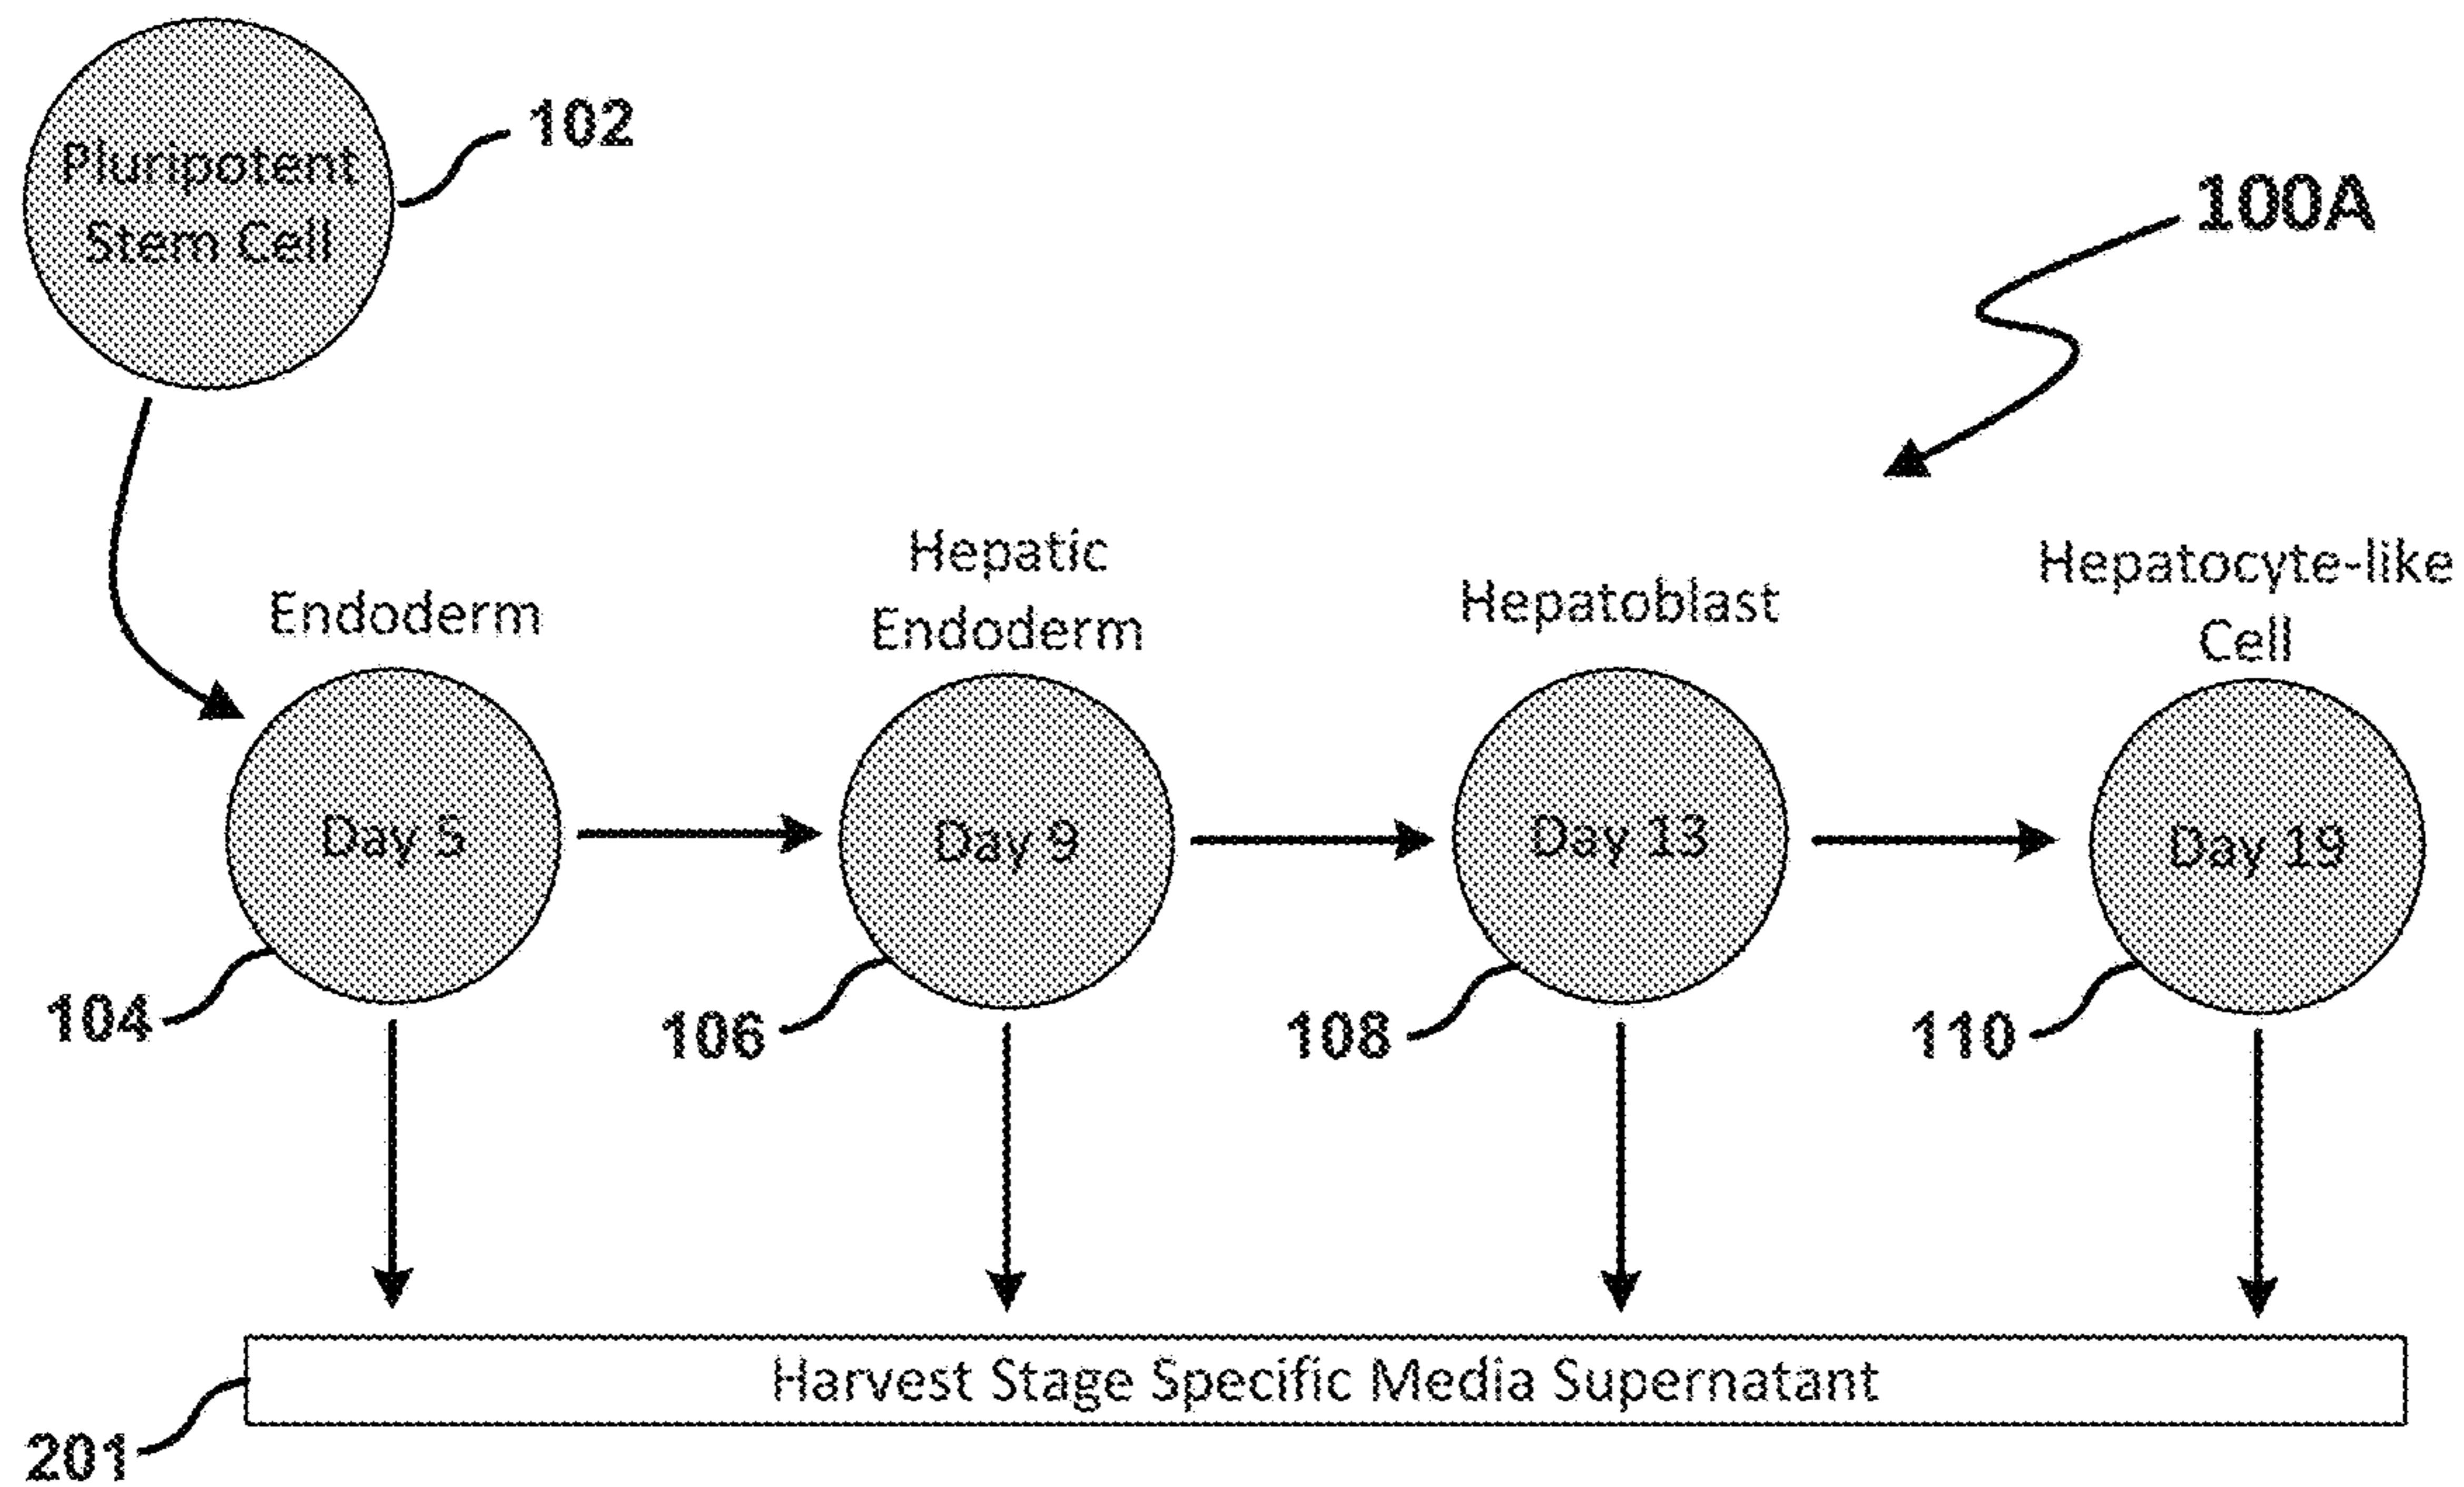 Pluripotent
Stem Cell
102
100A
Endoderm
Hepatic
Endoderm
Hepatoblast
Hepatocyte-like
Cell
Day 5
Day 9
Day 13
Day 19
104
106
108
110
Harvest Stage Specific Media Supernatant
201